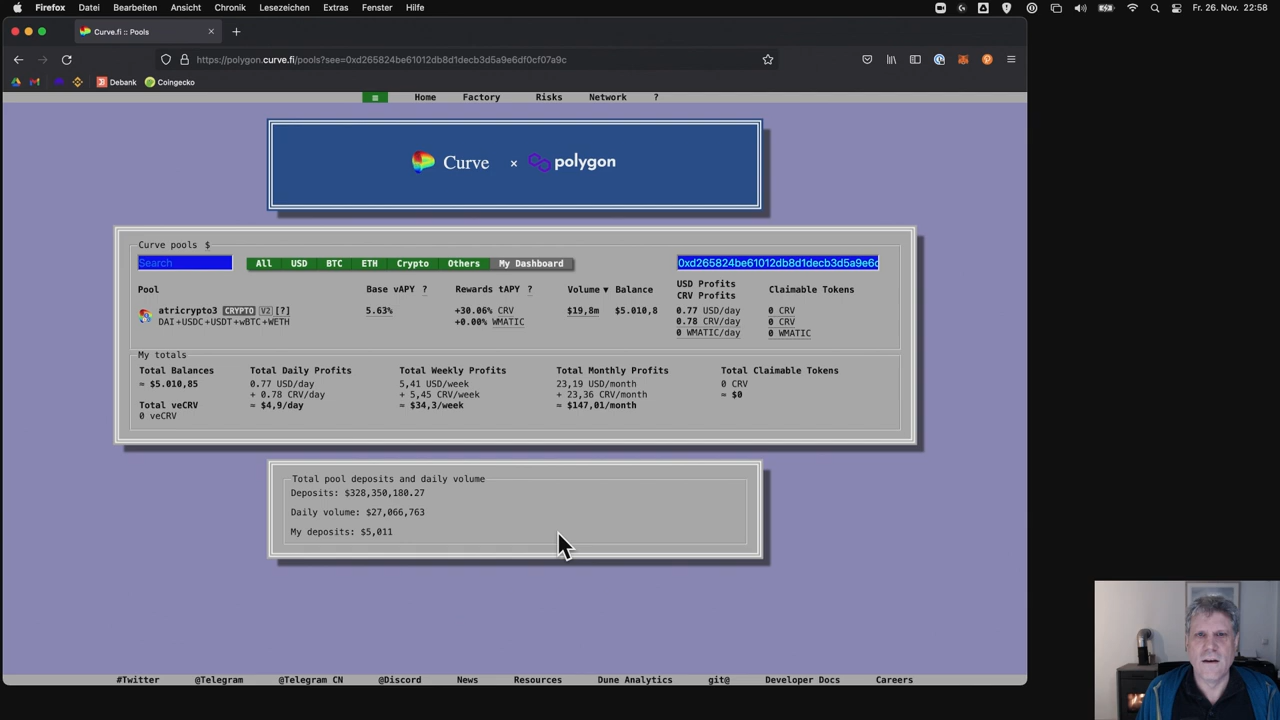 Firefox Datei Bearbeiten Ansicht Chronik Lesezeichen Extras Fenster Hilfe Fr. 26. Nov. 22:58
Curve.fi :: Pools
https://polygon.curve.fi/pools?see=0xd265824be61012db8d1decb3d5a9e6df0cf07a9c
Debank Coingecko
Home Factory Risks Network ?
Curve × polygon
Curve pools $
Search All USD BTC ETH Crypto Others My Dashboard 0xd265824be61012db8d1decb3d5a9e6d
Pool Base vAPY ? Rewards tAPY ? Volume ▾ Balance USD Profits Claimable Tokens
CRV Profits
atricrypto3 CRYPTO V2 [?] 5.63% +30.06% CRV $19,8m $5.010,8 0.77 USD/day 0 CRV
DAI+USDC+USDT+wBTC+WETH +0.00% WMATIC 0.78 CRV/day 0 CRV
0 WMATIC/day 0 WMATIC
My totals
Total Balances Total Daily Profits Total Weekly Profits Total Monthly Profits Total Claimable Tokens
≈ $5.010,85 0.77 USD/day 5,41 USD/week 23,19 USD/month 0 CRV
+ 0.78 CRV/day + 5,45 CRV/week + 23,36 CRV/month ≈ $0
Total veCRV ≈ $4,9/day ≈ $34,3/week ≈ $147,01/month
0 veCRV
Total pool deposits and daily volume
Deposits: $328,350,180.27
Daily volume: $27,066,763
My deposits: $5,011
#Twitter @Telegram @Telegram CN @Discord News Resources Dune Analytics git@ Developer Docs Careers